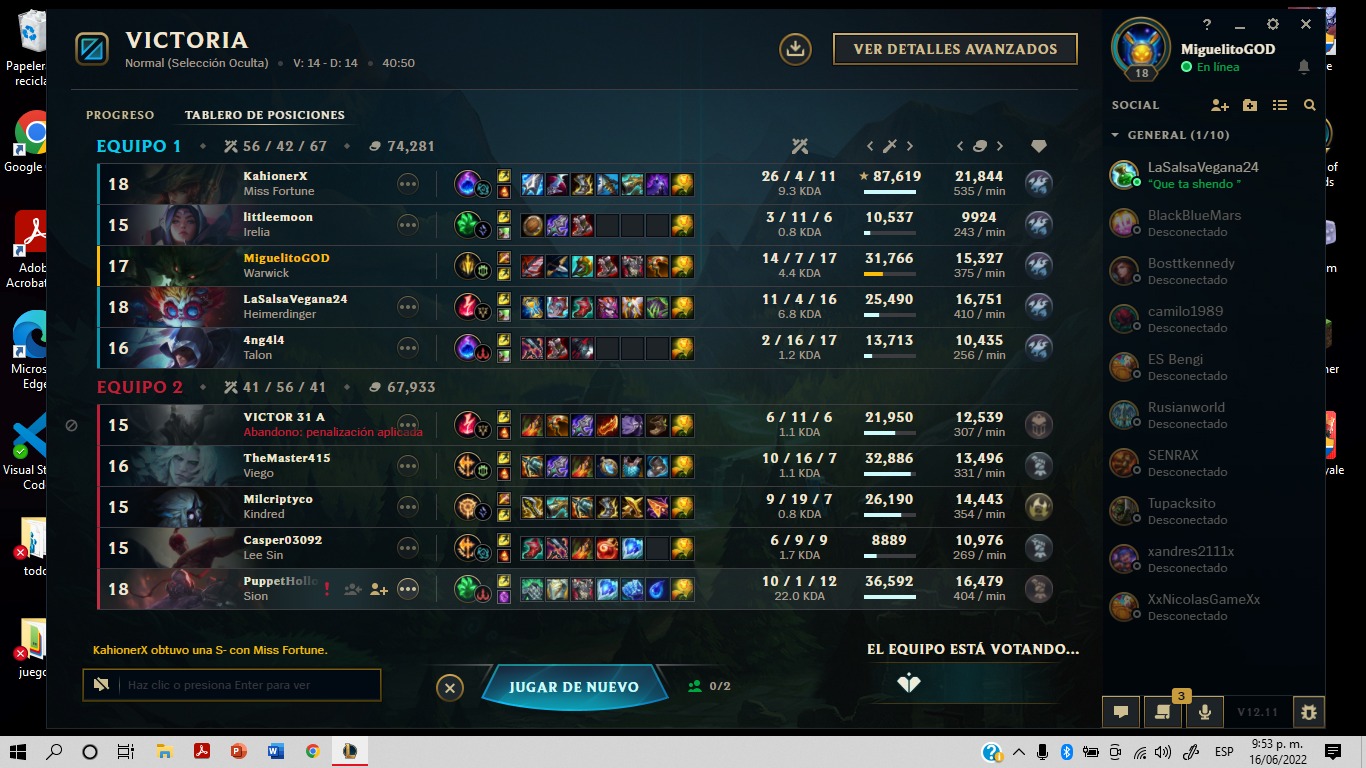 VICTORIA
Normal (Selección Oculta) • V: 14 - D: 14 • 40:50
VER DETALLES AVANZADOS
PROGRESO
TABLERO DE POSICIONES
EQUIPO 1 56 / 42 / 67 74,281
18 KahionerX 26 / 4 / 11 87,619 21,844
Miss Fortune 9.3 KDA 535 / min
15 littleemoon 3 / 11 / 6 10,537 9924
Irelia 0.8 KDA 243 / min
17 MiguelitoGOD 14 / 7 / 17 31,766 15,327
Warwick 4.4 KDA 375 / min
18 LaSalsaVegana24 11 / 4 / 16 25,490 16,751
Heimerdinger 6.8 KDA 410 / min
16 4ng4l4 2 / 16 / 17 13,713 10,435
Talon 1.2 KDA 256 / min
EQUIPO 2 41 / 56 / 41 67,933
15 VICTOR 31 A 6 / 11 / 6 21,950 12,539
Abandono: penalización aplicada 1.1 KDA 307 / min
16 TheMaster415 10 / 16 / 7 32,886 13,496
Viego 1.1 KDA 331 / min
15 Milcriptyco 9 / 19 / 7 26,190 14,443
Kindred 0.8 KDA 354 / min
15 Casper03092 6 / 9 / 9 8889 10,976
Lee Sin 1.7 KDA 269 / min
18 PuppetHollo 10 / 1 / 12 36,592 16,479
Sion 22.0 KDA 404 / min
KahionerX obtuvo una S- con Miss Fortune.
Haz clic o presiona Enter para ver
JUGAR DE NUEVO
0/2
EL EQUIPO ESTÁ VOTANDO...
18
MiguelitoGOD
En línea
SOCIAL
GENERAL (1/10)
LaSalsaVegana24
"Que ta shendo "
BlackBlueMars
Desconectado
Bosttkennedy
Desconectado
camilo1989
Desconectado
ES Bengi
Desconectado
Rusianworld
Desconectado
SENRAX
Desconectado
Tupacksito
Desconectado
xandres2111x
Desconectado
XxNicolasGameXx
Desconectado
3
V12.11
Papeler
recicla
Google
Adob
Acroba
Micros
Edge
Visual St
Code
todo
juego
ESP
9:53 p. m.
16/06/2022